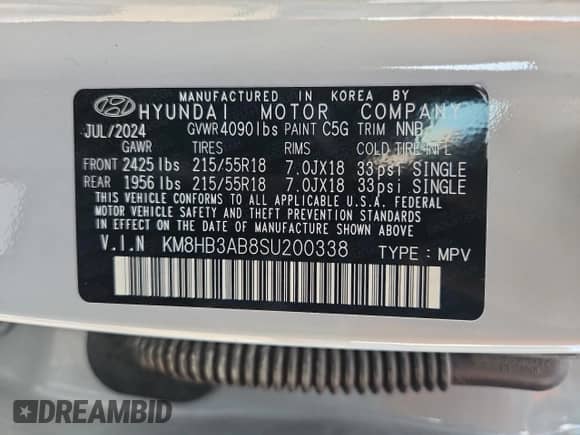 MANUFACTURED IN KOREA BY
HYUNDAI MOTOR COMPANY
JUL/2024 GVWR 4090 lbs PAINT C5G TRIM NNB
GAWR TIRES RIMS COLD TIRE INFL
FRONT 2425 lbs 215/55R18 7.0JX18 33psi SINGLE
REAR 1956 lbs 215/55R18 7.0JX18 33psi SINGLE
THIS VEHICLE CONFORMS TO ALL APPLICABLE U.S.A. FEDERAL
MOTOR VEHICLE SAFETY AND THEFT PREVENTION STANDARDS
IN EFFECT ON THE DATE OF MANUFACTURE SHOWN ABOVE.
V.I.N KM8HB3AB8SU200338 TYPE : MPV
DREAMBID